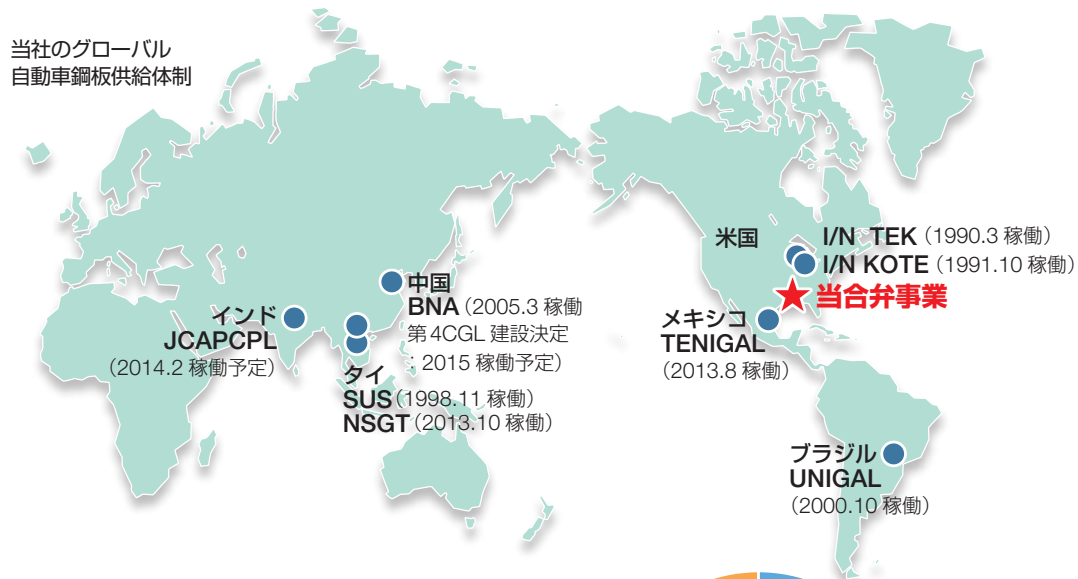 当社のグローバル
自動車鋼板供給体制
米国
I/N TEK（1990.3 稼働）
I/N KOTE（1991.10 稼働）
当合弁事業
中国
BNA（2005.3 稼働
第4CGL 建設決定
：2015 稼働予定）
インド
JCAPCPL
（2014.2 稼働予定）
タイ
SUS（1998.11 稼働）
NSGT（2013.10 稼働）
メキシコ
TENIGAL
（2013.8 稼働）
ブラジル
UNIGAL
（2000.10 稼働）